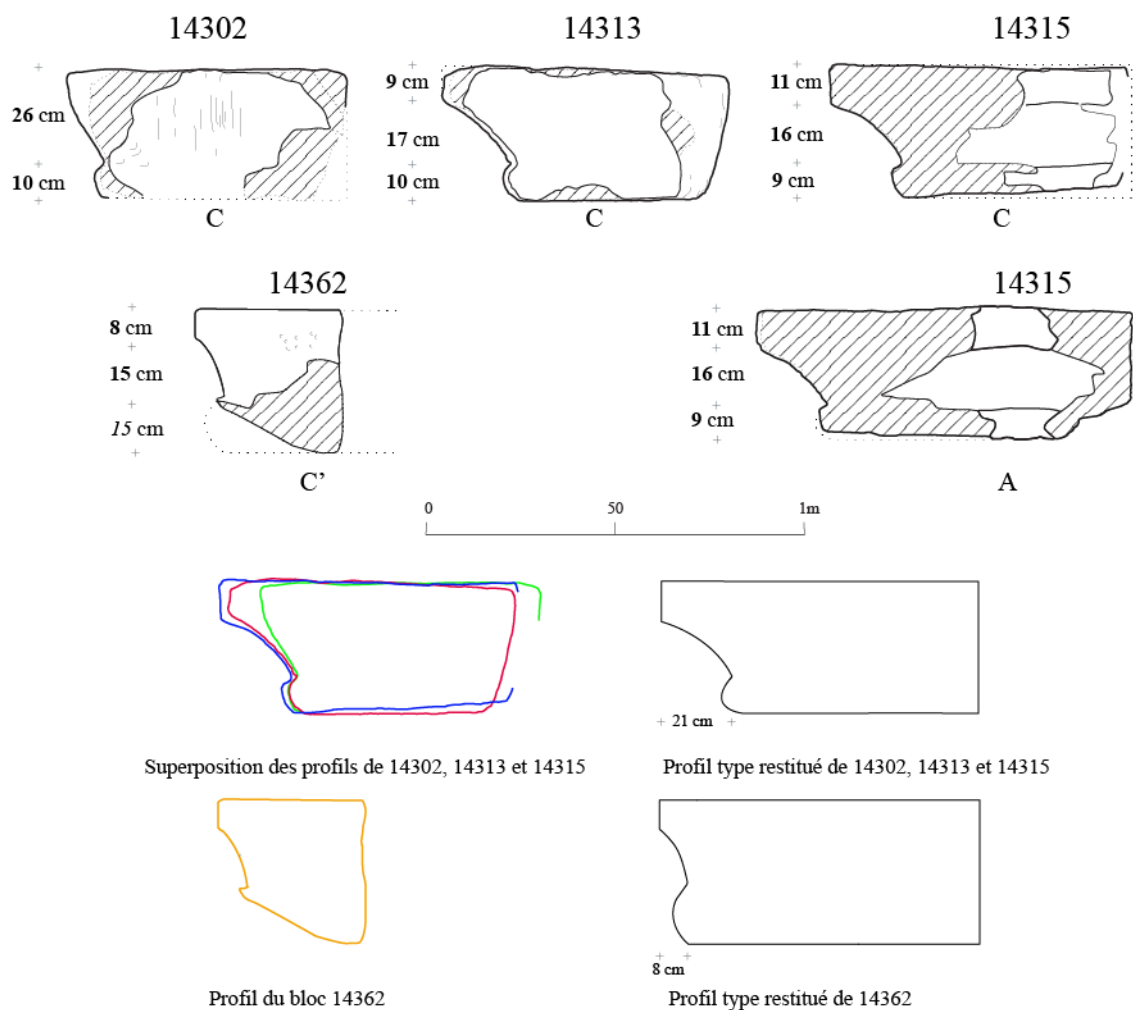 14302
26 cm
10 cm
C
14313
9 cm
17 cm
10 cm
C
14315
11 cm
16 cm
9 cm
C
14362
8 cm
15 cm
15 cm
C’
14315
11 cm
16 cm
9 cm
A
0 50 1m
21 cm
Superposition des profils de 14302, 14313 et 14315
Profil type restitué de 14302, 14313 et 14315
8 cm
Profil du bloc 14362
Profil type restitué de 14362